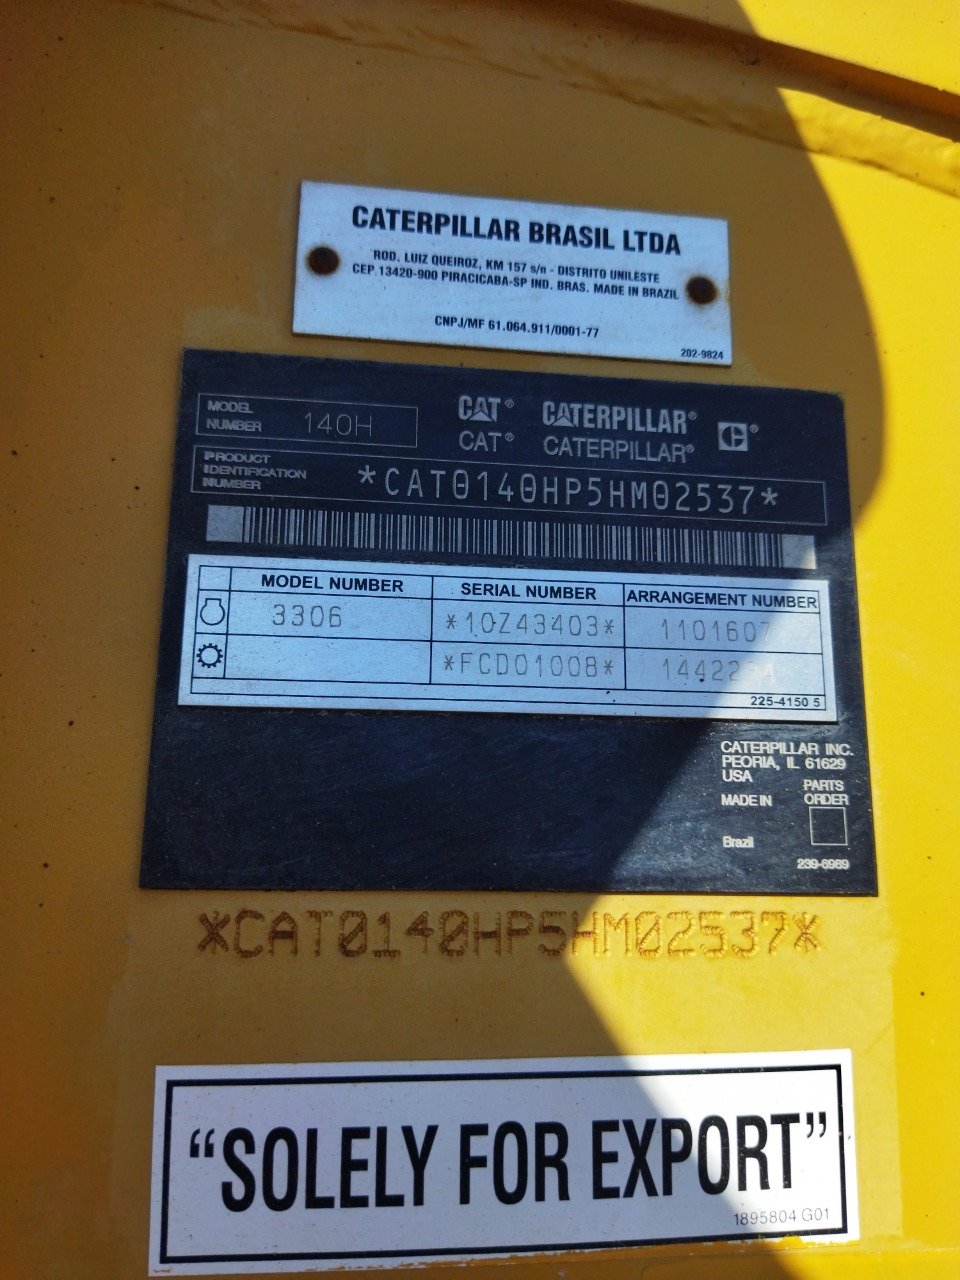 CATERPILLAR BRASIL LTDA
ROD. LUIZ QUEIROZ, KM 157 s/n - DISTRITO UNILESTE
CEP. 13420-900 PIRACICABA-SP IND. BRAS. MADE IN BRAZIL
CNPJ/MF 61.064.911/0001-77
202-9824
MODEL NUMBER 140H
CAT® CATERPILLAR® ®
CAT® CATERPILLAR®
PRODUCT IDENTIFICATION NUMBER *CAT0140HP5HM02537*
MODEL NUMBER SERIAL NUMBER ARRANGEMENT NUMBER
3306 *10Z43403* 1101607
*FCD01008*
225-4150 5
CATERPILLAR INC.
PEORIA, IL 61629
USA
MADE IN PARTS ORDER
Brazil
239-6969
*CAT0140HP5HM02537*
"SOLELY FOR EXPORT"
1895804 G01